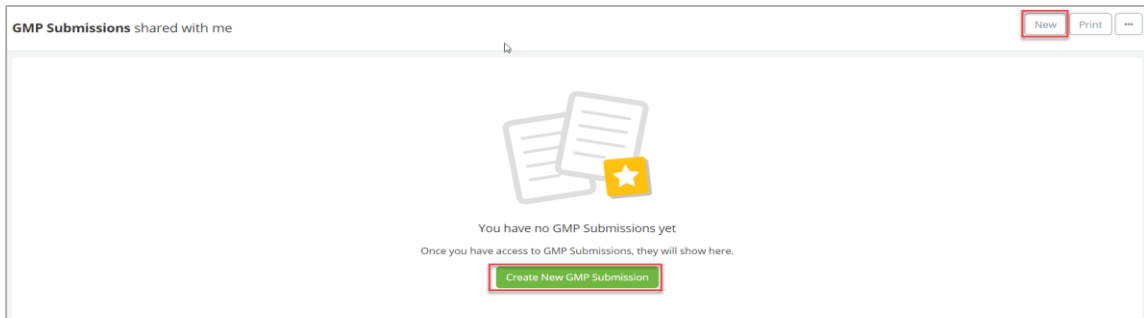 GMP Submissions shared with me
New
Print
...
You have no GMP Submissions yet
Once you have access to GMP Submissions, they will show here.
Create New GMP Submission